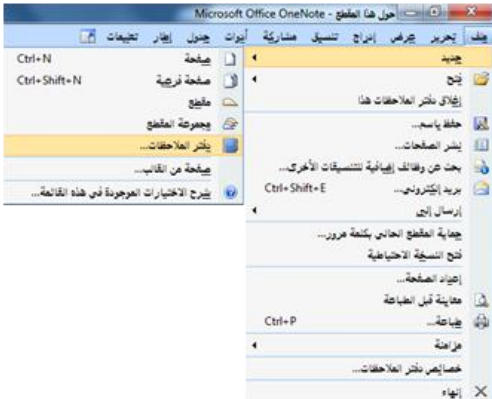 حول هذا المقطع - Microsoft Office OneNote
ملف تحرير عرض إدراج تنسيق مشاركة أدوات جدول إطار تعليمات
جديد
فتح
إغلاق دفتر الملاحظات هذا
حفظ باسم...
نشر الصفحات...
بحث عن وظائف إضافية لتنسيقات الأخرى...
بريد إلكتروني... Ctrl+Shift+E
إرسال إلى
حماية المقطع الحالي بكلمة مرور...
فتح النسخة الاحتياطية
إعداد الصفحة...
معاينة قبل الطباعة
طباعة... Ctrl+P
مزامنة
خصائص دفتر الملاحظات...
إنهاء
صفحة Ctrl+N
صفحة فرعية Ctrl+Shift+N
مقطع
مجموعة المقطع
دفتر الملاحظات...
صفحة من القالب...
شرح الاختيارات الموجودة في هذه القائمة...